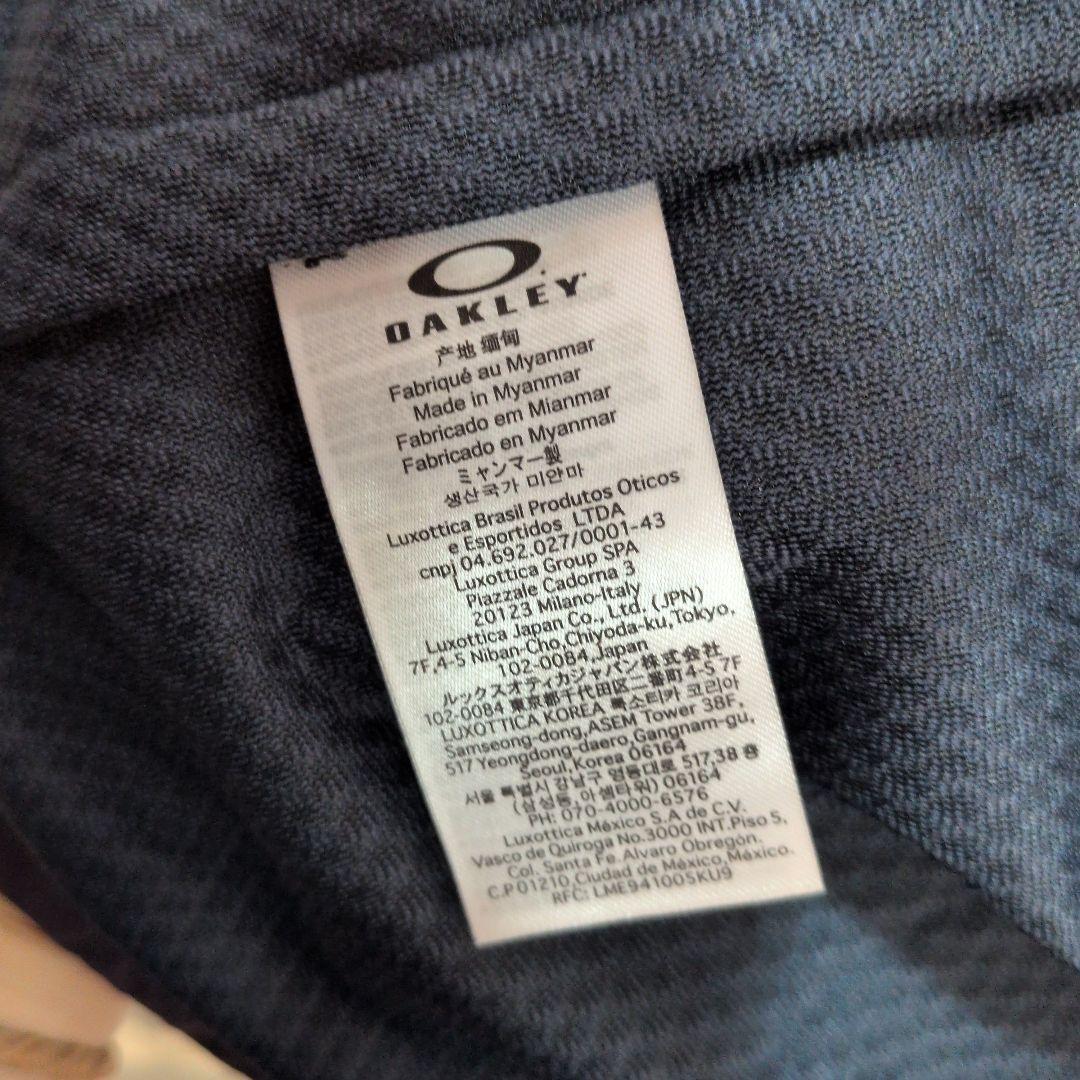 OAKLEY
产地 缅甸
Fabriqué au Myanmar
Made in Myanmar
Fabricado em Mianmar
Fabricado en Myanmar
ミャンマー製
생산국가 미얀마
Luxottica Brasil Produtos Oticos
e Esportidos, LTDA
cnpj 04.692.027/0001-43
Luxottica Group SPA
Plazzale Cadorna 3
20123 Milano-Italy
Luxottica Japan Co., Ltd. (JPN)
7F,4-5 Niban-Cho,Chiyoda-ku,Tokyo,
102-0084,Japan
ルックスオティカジャパン株式会社
102-0084 東京都千代田区二番町4-5 7F
LUXOTTICA KOREA 룩소티카 코리아
Samseong-dong,ASEM Tower 38F,
517 Yeongdong-daero,Gangnam-gu,
Seoul,Korea 06164
서울 특별시 강남구 영동대로 517,38 층
(삼성동,아셈타워) 06164
PH: 070-4000-6576
Luxottica México S.A de C.V.
Vasco de Quiroga No.3000 INT.Piso 5,
Col. Santa Fe. Alvaro Obregón.
C.P 01210,Ciudad de México,México.
RFC: LME941005KU9